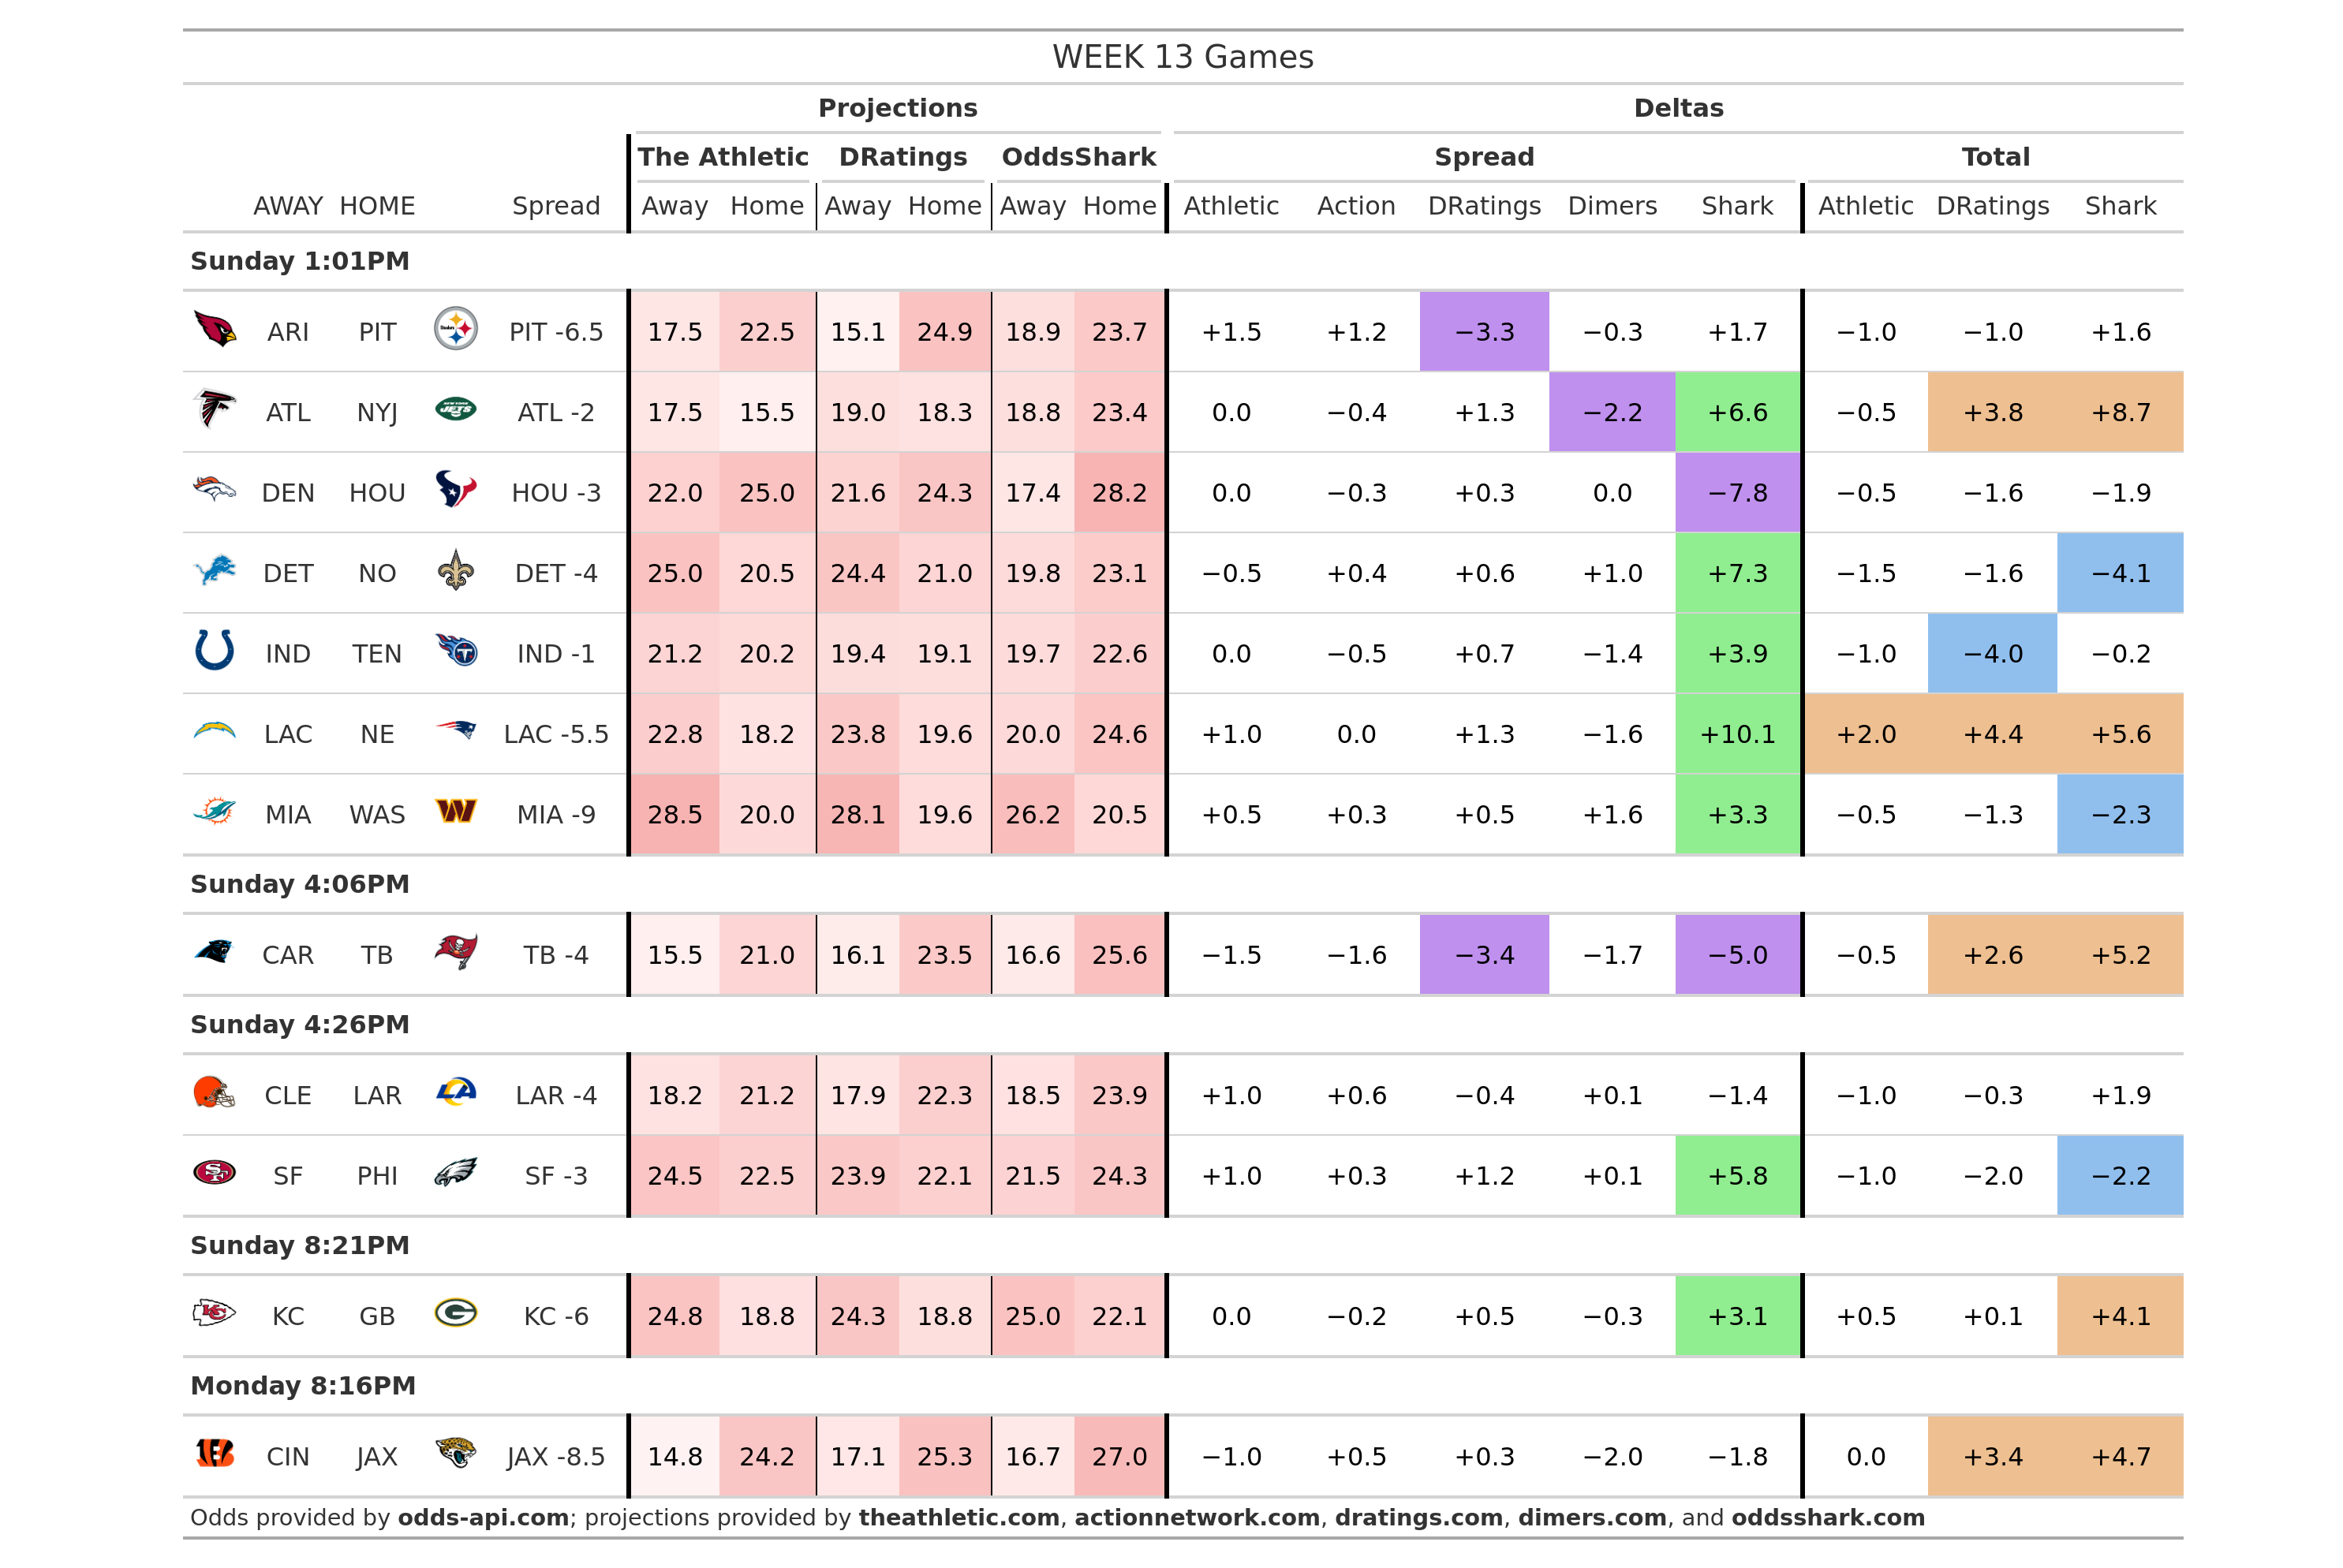 WEEK 13 Games
Projections Deltas
The Athletic DRatings OddsShark Spread Total
AWAY HOME Spread Away Home Away Home Away Home Athletic Action DRatings Dimers Shark Athletic DRatings Shark
Sunday 1:01PM
ARI PIT PIT -6.5 17.5 22.5 15.1 24.9 18.9 23.7 +1.5 +1.2 −3.3 −0.3 +1.7 −1.0 −1.0 +1.6
ATL NYJ ATL -2 17.5 15.5 19.0 18.3 18.8 23.4 0.0 −0.4 +1.3 −2.2 +6.6 −0.5 +3.8 +8.7
DEN HOU HOU -3 22.0 25.0 21.6 24.3 17.4 28.2 0.0 −0.3 +0.3 0.0 −7.8 −0.5 −1.6 −1.9
DET NO DET -4 25.0 20.5 24.4 21.0 19.8 23.1 −0.5 +0.4 +0.6 +1.0 +7.3 −1.5 −1.6 −4.1
IND TEN IND -1 21.2 20.2 19.4 19.1 19.7 22.6 0.0 −0.5 +0.7 −1.4 +3.9 −1.0 −4.0 −0.2
LAC NE LAC -5.5 22.8 18.2 23.8 19.6 20.0 24.6 +1.0 0.0 +1.3 −1.6 +10.1 +2.0 +4.4 +5.6
MIA WAS MIA -9 28.5 20.0 28.1 19.6 26.2 20.5 +0.5 +0.3 +0.5 +1.6 +3.3 −0.5 −1.3 −2.3
Sunday 4:06PM
CAR TB TB -4 15.5 21.0 16.1 23.5 16.6 25.6 −1.5 −1.6 −3.4 −1.7 −5.0 −0.5 +2.6 +5.2
Sunday 4:26PM
CLE LAR LAR -4 18.2 21.2 17.9 22.3 18.5 23.9 +1.0 +0.6 −0.4 +0.1 −1.4 −1.0 −0.3 +1.9
SF PHI SF -3 24.5 22.5 23.9 22.1 21.5 24.3 +1.0 +0.3 +1.2 +0.1 +5.8 −1.0 −2.0 −2.2
Sunday 8:21PM
KC GB KC -6 24.8 18.8 24.3 18.8 25.0 22.1 0.0 −0.2 +0.5 −0.3 +3.1 +0.5 +0.1 +4.1
Monday 8:16PM
CIN JAX JAX -8.5 14.8 24.2 17.1 25.3 16.7 27.0 −1.0 +0.5 +0.3 −2.0 −1.8 0.0 +3.4 +4.7
Odds provided by odds-api.com; projections provided by theathletic.com, actionnetwork.com, dratings.com, dimers.com, and oddsshark.com